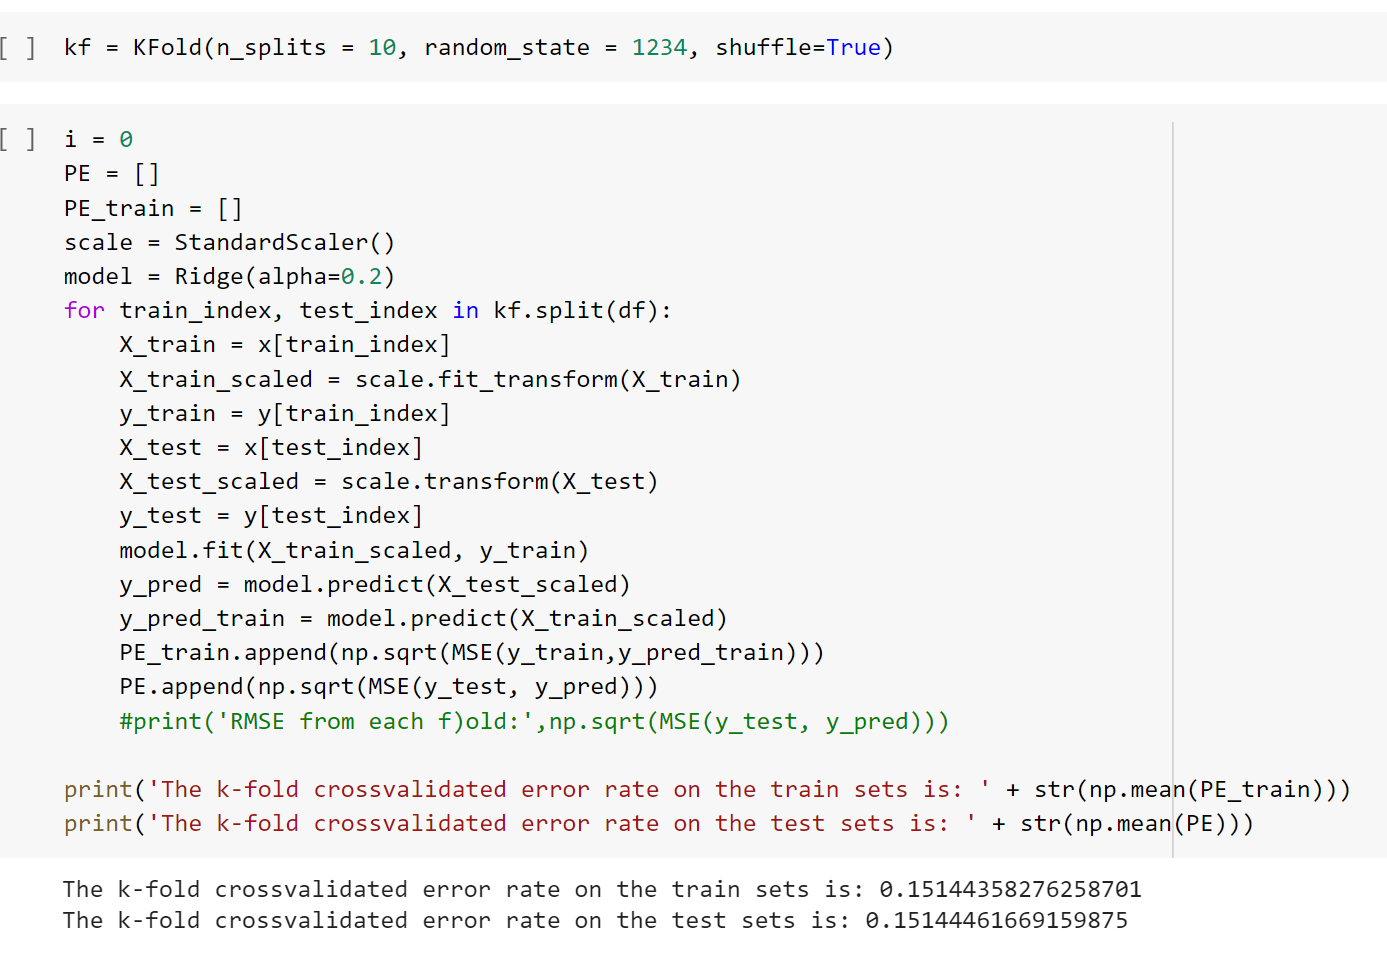 [ ] kf = KFold(n_splits = 10, random_state = 1234, shuffle=True)
[ ] i = 0
PE = []
PE_train = []
scale = StandardScaler()
model = Ridge(alpha=0.2)
for train_index, test_index in kf.split(df):
    X_train = x[train_index]
    X_train_scaled = scale.fit_transform(X_train)
    y_train = y[train_index]
    X_test = x[test_index]
    X_test_scaled = scale.transform(X_test)
    y_test = y[test_index]
    model.fit(X_train_scaled, y_train)
    y_pred = model.predict(X_test_scaled)
    y_pred_train = model.predict(X_train_scaled)
    PE_train.append(np.sqrt(MSE(y_train,y_pred_train)))
    PE.append(np.sqrt(MSE(y_test, y_pred)))
    #print('RMSE from each f)old:',np.sqrt(MSE(y_test, y_pred)))
print('The k-fold crossvalidated error rate on the train sets is: ' + str(np.mean(PE_train)))
print('The k-fold crossvalidated error rate on the test sets is: ' + str(np.mean(PE)))
The k-fold crossvalidated error rate on the train sets is: 0.15144358276258701
The k-fold crossvalidated error rate on the test sets is: 0.15144461669159875